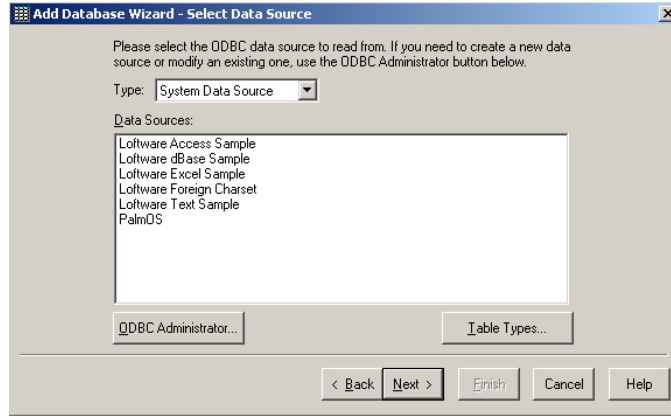 Add Database Wizard - Select Data Source
Please select the ODBC data source to read from. If you need to create a new data
source or modify an existing one, use the ODBC Administrator button below.
Type: System Data Source
Data Sources:
Loftware Access Sample
Loftware dBase Sample
Loftware Excel Sample
Loftware Foreign Charset
Loftware Text Sample
PalmOS
ODBC Administrator... Table Types...
< Back Next > Finish Cancel Help